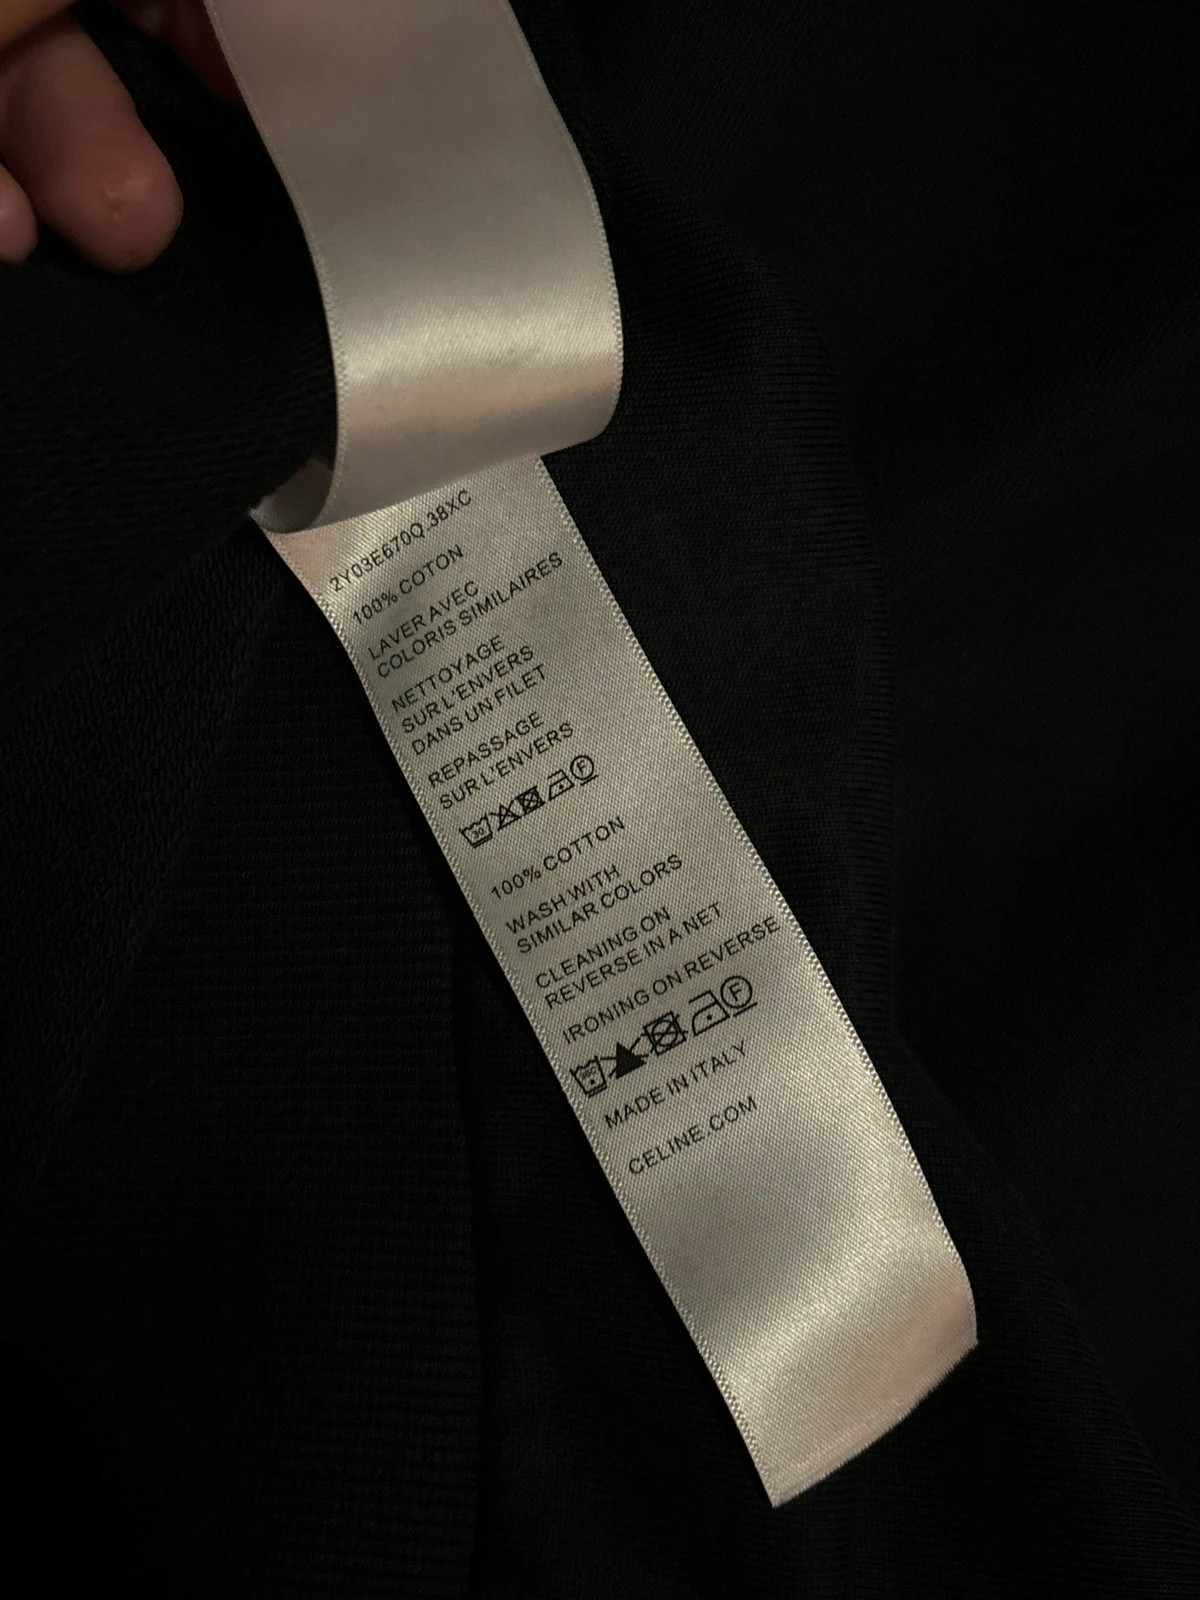 2Y03E670Q.38XC
100% COTON
LAVER AVEC
COLORIS SIMILAIRES
NETTOYAGE
SUR L'ENVERS
DANS UN FILET
REPASSAGE
SUR L'ENVERS
30 F
100% COTTON
WASH WITH
SIMILAR COLORS
CLEANING ON
REVERSE IN A NET
IRONING ON REVERSE
F
MADE IN ITALY
CELINE.COM